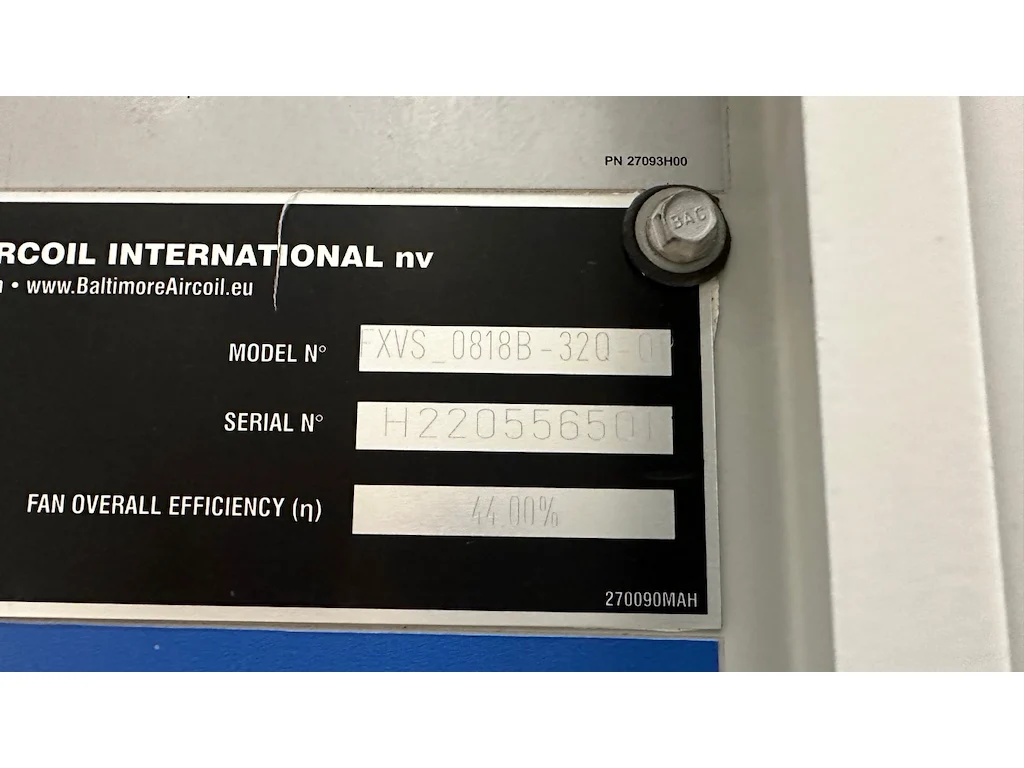 PN 27093H00
BAC
RCOIL INTERNATIONAL nv
• www.BaltimoreAircoil.eu
MODEL N° FXVS_0818B-32Q-0
SERIAL N° H220556501
FAN OVERALL EFFICIENCY (η) 44.00%
270090MAH